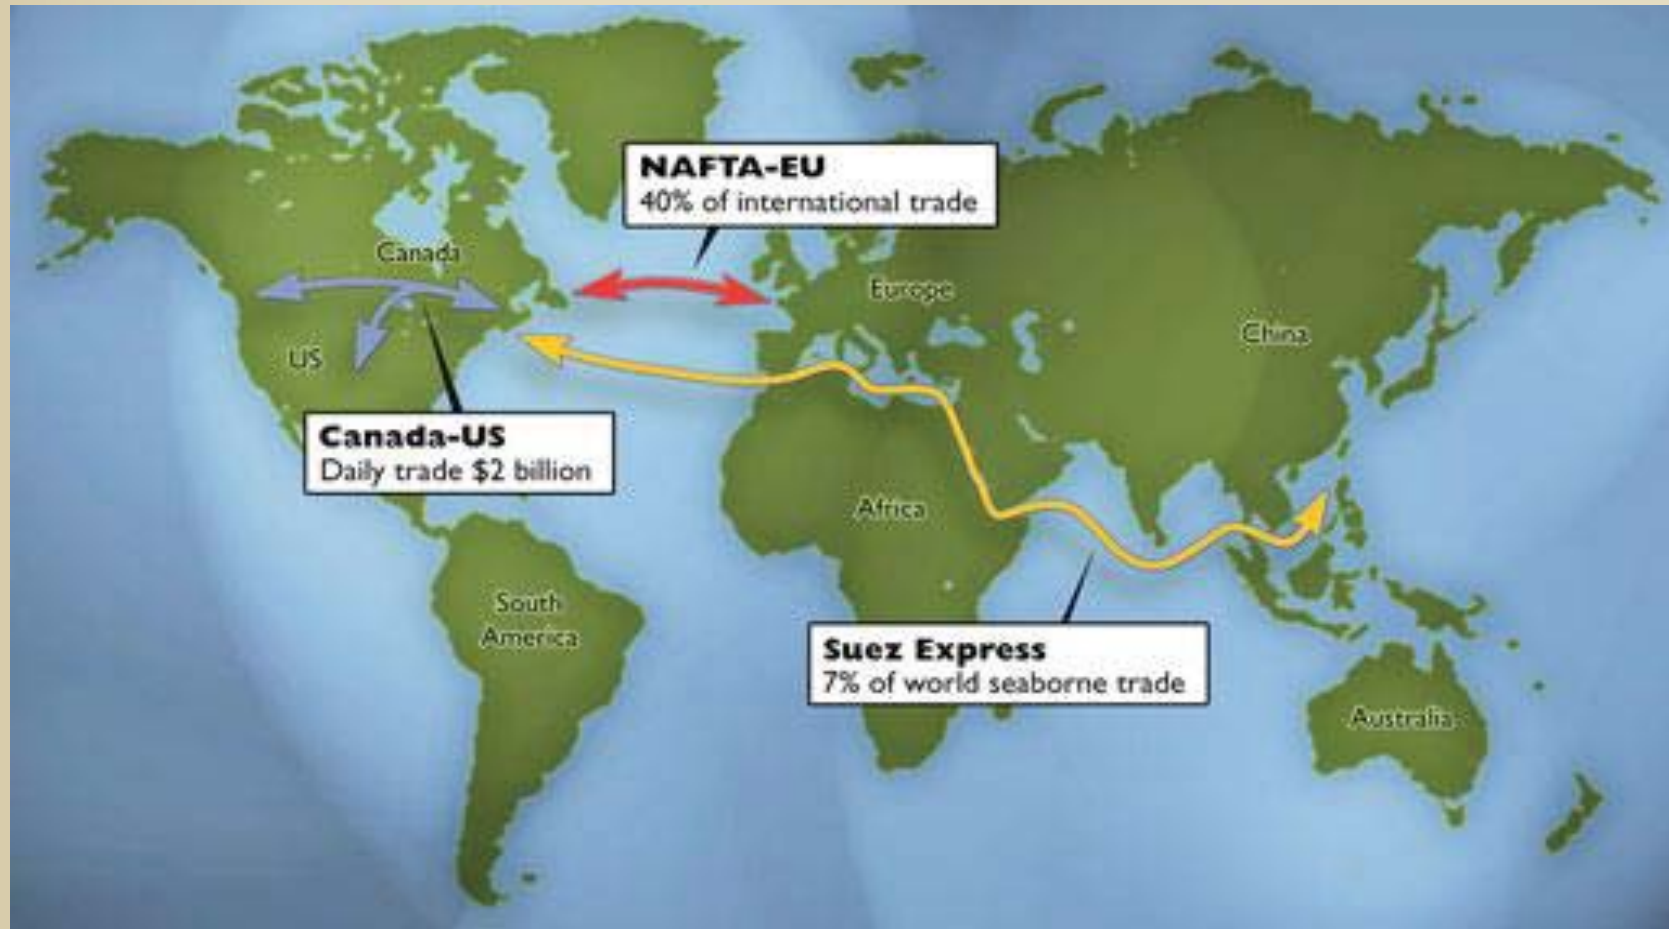 NAFTA-EU
40% of international trade
Canada
Europe
China
US
Canada-US
Daily trade $2 billion
Africa
South
America
Suez Express
7% of world seaborne trade
Australia